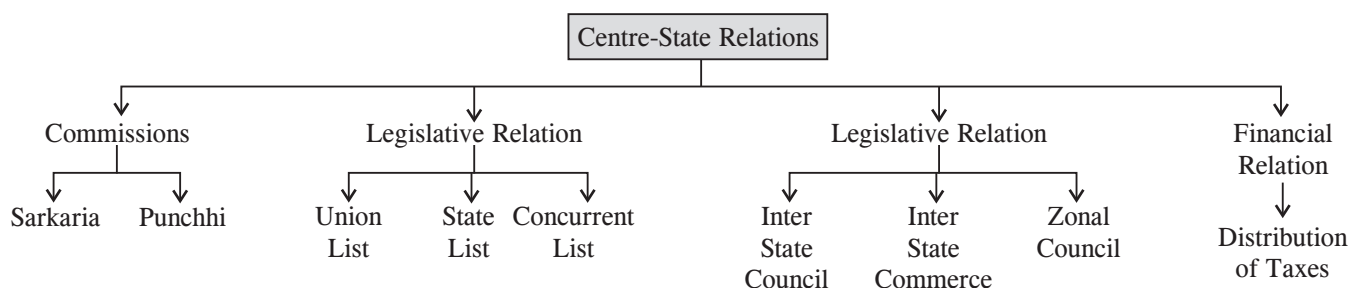 Centre-State Relations
Commissions
Legislative Relation
Legislative Relation
Financial
Relation
Sarkaria
Punchhi
Union
List
State
List
Concurrent
List
Inter
State
Council
Inter
State
Commerce
Zonal
Council
Distribution
of Taxes